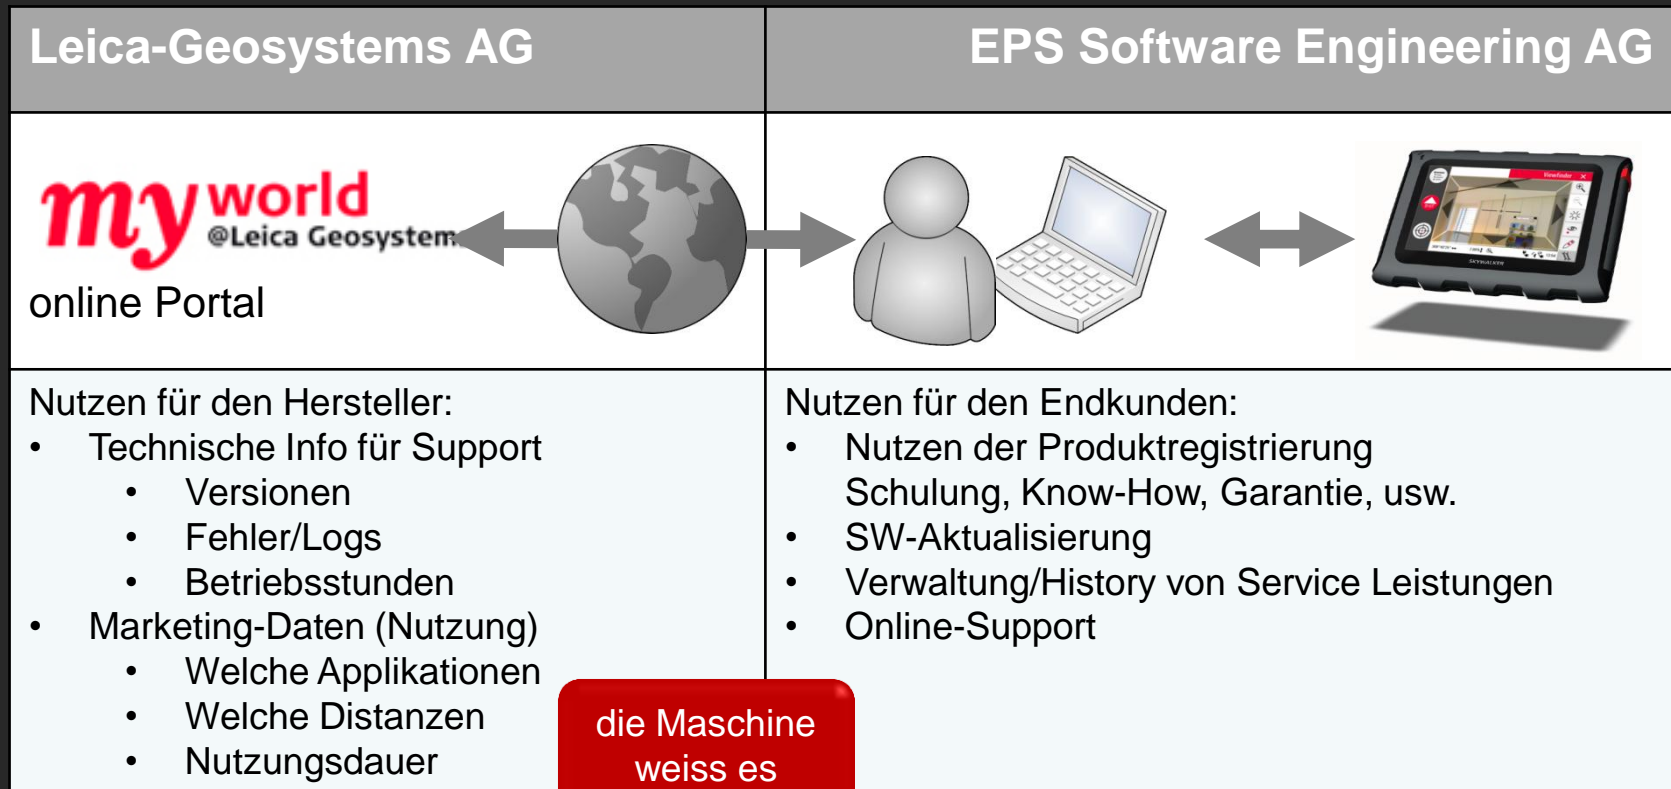 Leica-Geosystems AG
EPS Software Engineering AG
my world
@Leica Geosystem
online Portal
Viewfinder
SKYWALKER
Nutzen für den Hersteller:
• Technische Info für Support
• Versionen
• Fehler/Logs
• Betriebsstunden
• Marketing-Daten (Nutzung)
• Welche Applikationen
• Welche Distanzen
• Nutzungsdauer
Nutzen für den Endkunden:
• Nutzen der Produktregistrierung
Schulung, Know-How, Garantie, usw.
• SW-Aktualisierung
• Verwaltung/History von Service Leistungen
• Online-Support
die Maschine
weiss es